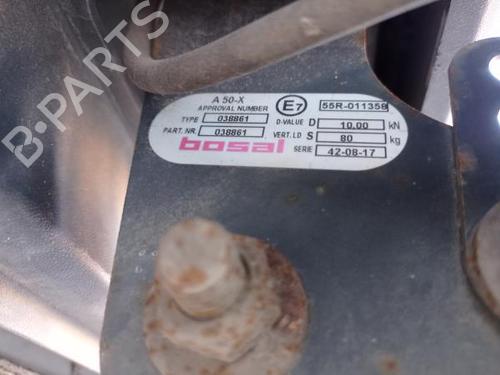 B-PARTS
A 50-X
APPROVAL NUMBER E7 55R-011358
TYPE 038861 D-VALUE D 10.00 kN
PART. NR. 038861 VERT. LD S 80 kg
bosal SERIE 42-08-17